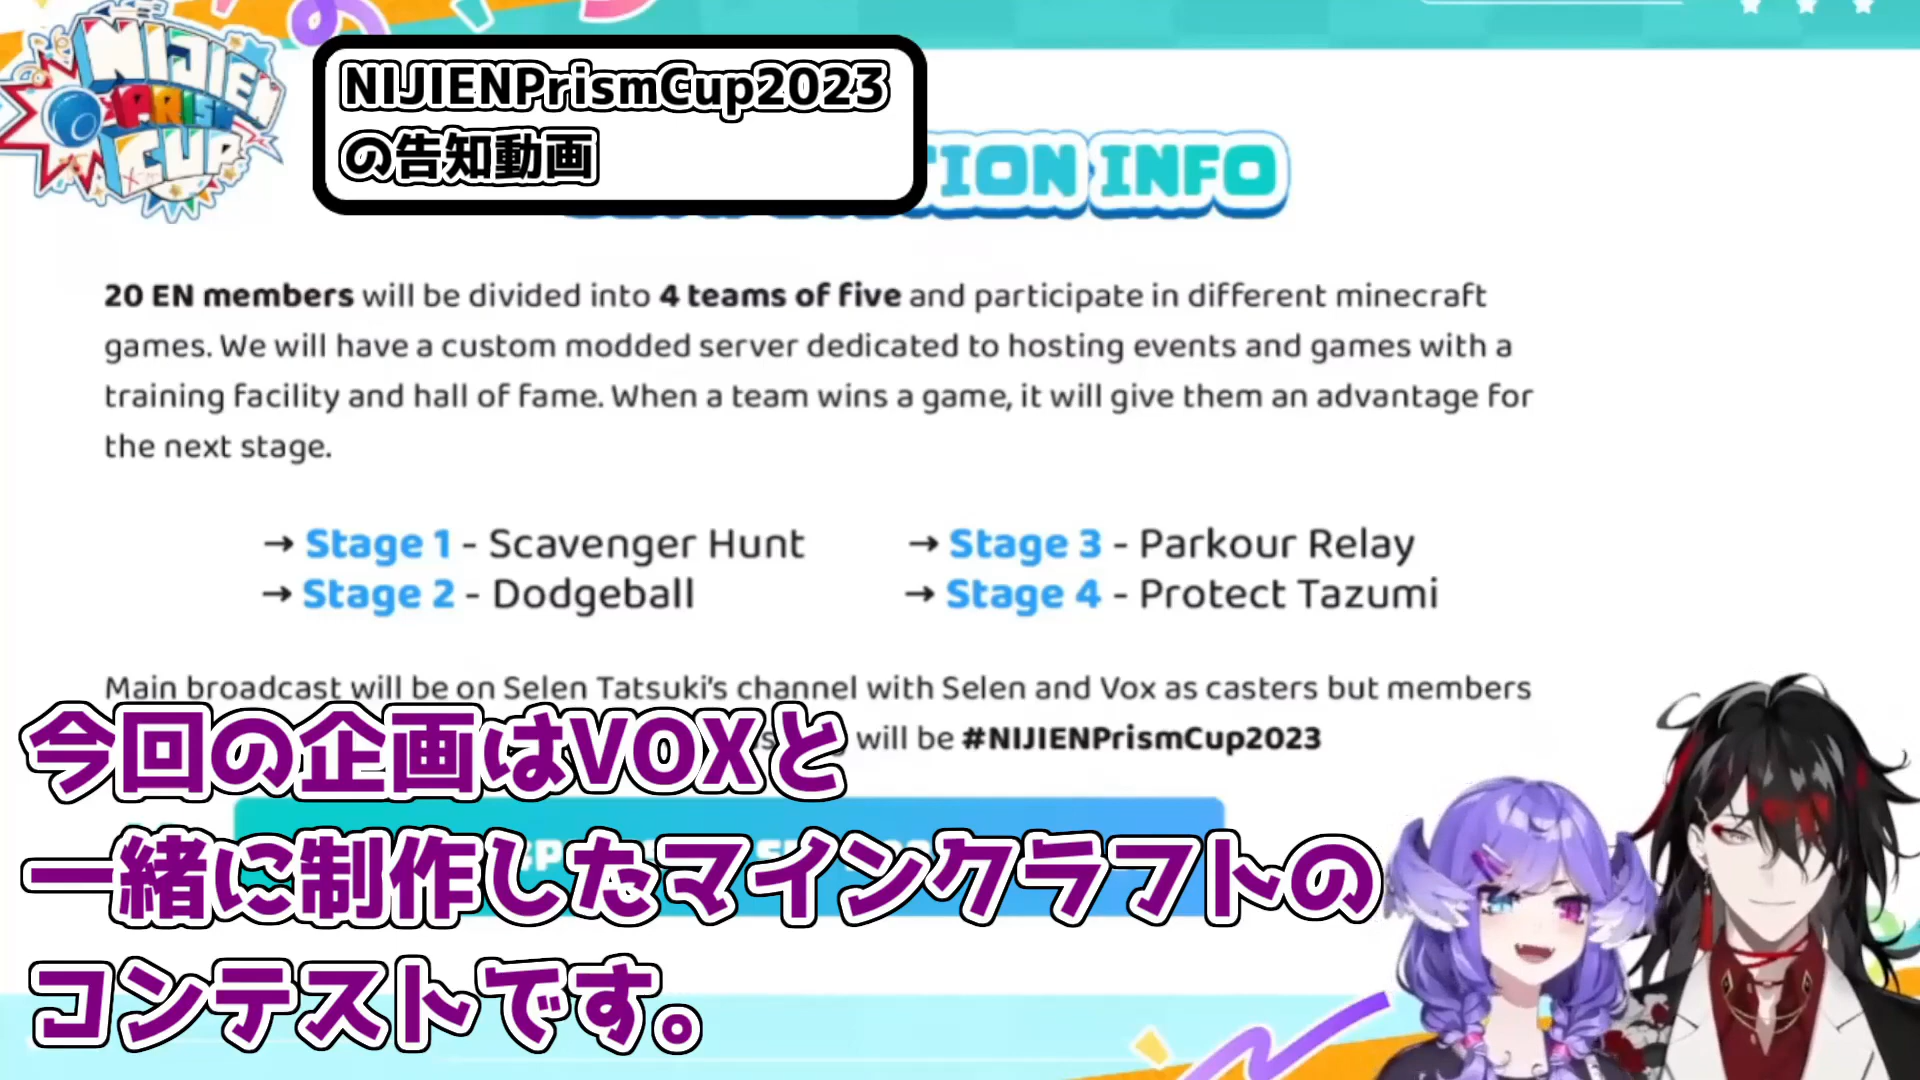 NIJIEN
PRISM
CUP
NIJIENPrismCup2023
の告知動画
INFO
20 EN members will be divided into 4 teams of five and participate in different minecraft
games. We will have a custom modded server dedicated to hosting events and games with a
training facility and hall of fame. When a team wins a game, it will give them an advantage for
the next stage.
→ Stage 1 - Scavenger Hunt
→ Stage 2 - Dodgeball
→ Stage 3 - Parkour Relay
→ Stage 4 - Protect Tazumi
Main broadcast will be on Selen Tatsuki's channel with Selen and Vox as casters but members
will be #NIJIENPrismCup2023
今回の企画はVOXと
一緒に制作したマインクラフトの
コンテストです。